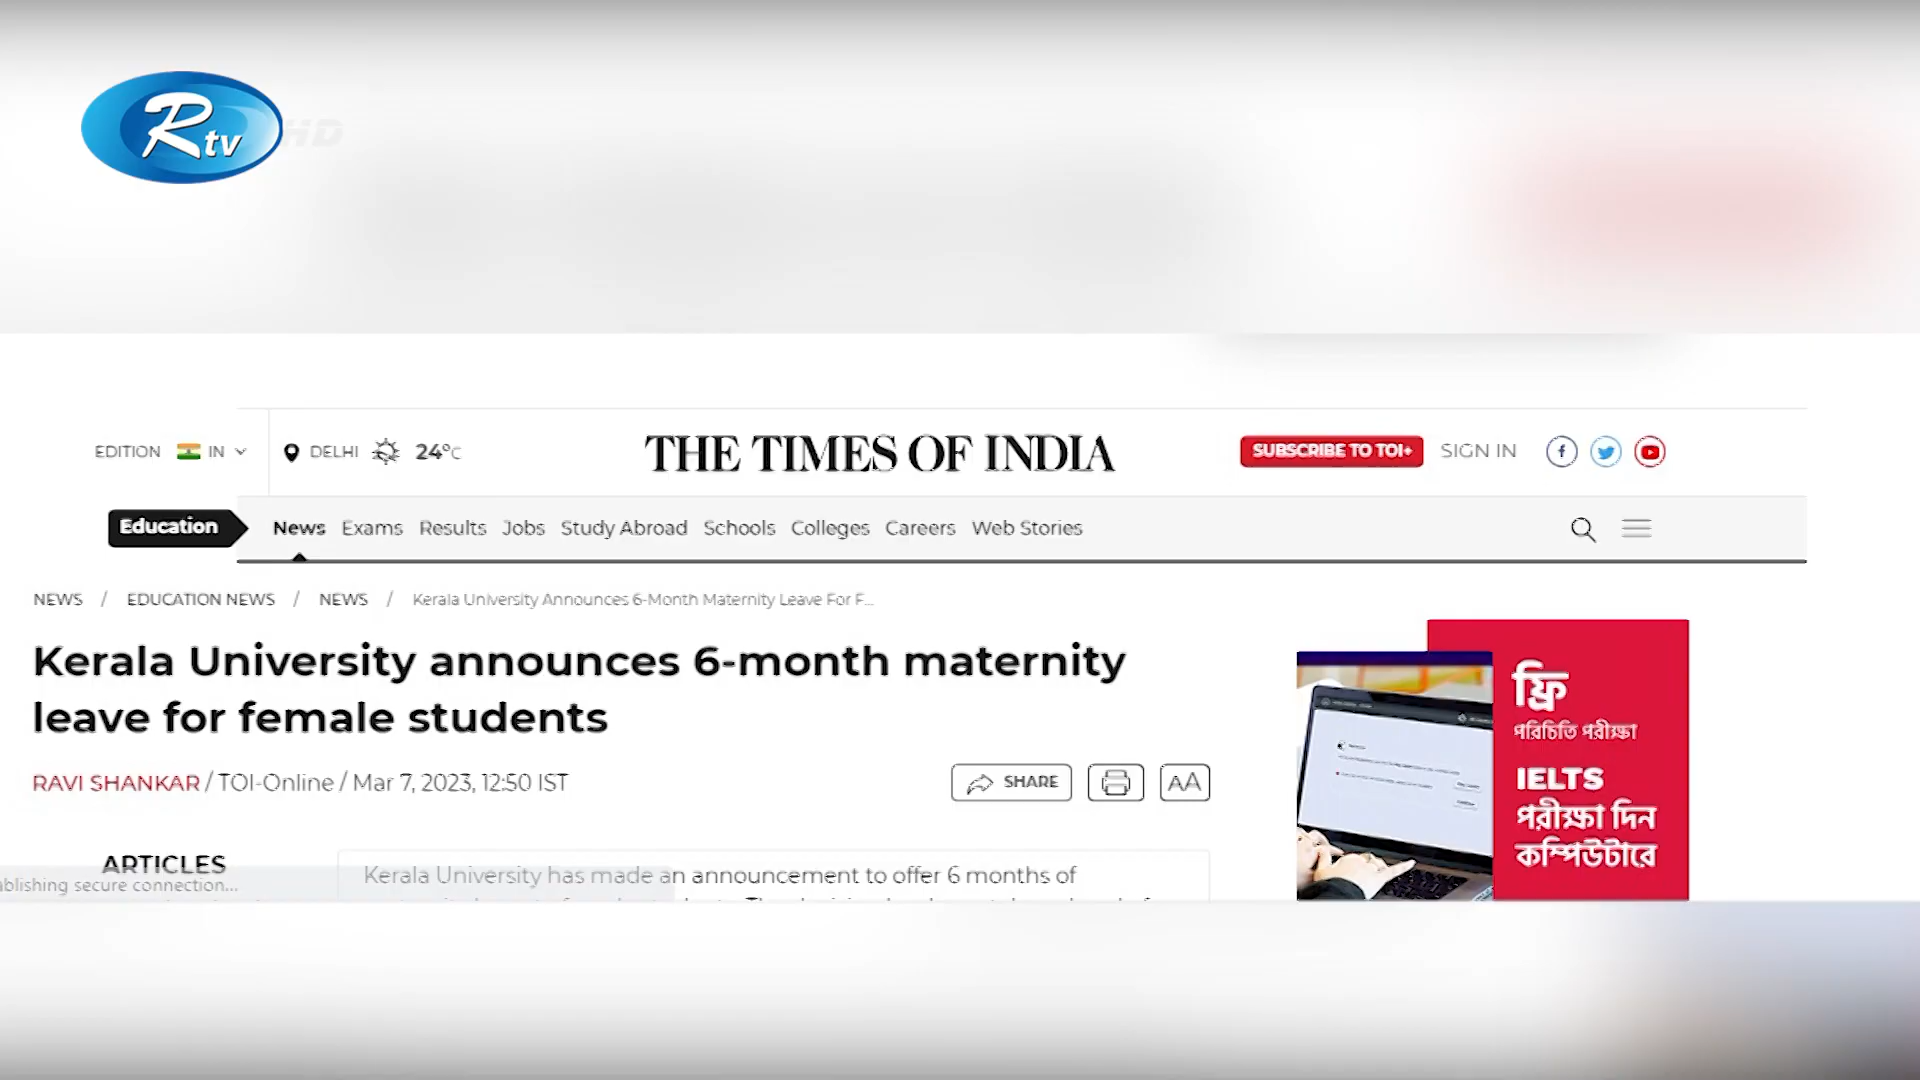 Rtv HD
EDITION IN DELHI 24°C
THE TIMES OF INDIA
SUBSCRIBE TO TOI+ SIGN IN
Education News Exams Results Jobs Study Abroad Schools Colleges Careers Web Stories
NEWS / EDUCATION NEWS / NEWS / Kerala University Announces 6-Month Maternity Leave For F...
Kerala University announces 6-month maternity
leave for female students
RAVI SHANKAR / TOI-Online / Mar 7, 2023, 12:50 IST
SHARE AA
ARTICLES
Kerala University has made an announcement to offer 6 months of
secure connection...
ফ্রি
পরিচিতি পরীক্ষা
IELTS
পরীক্ষা দিন
কম্পিউটারে